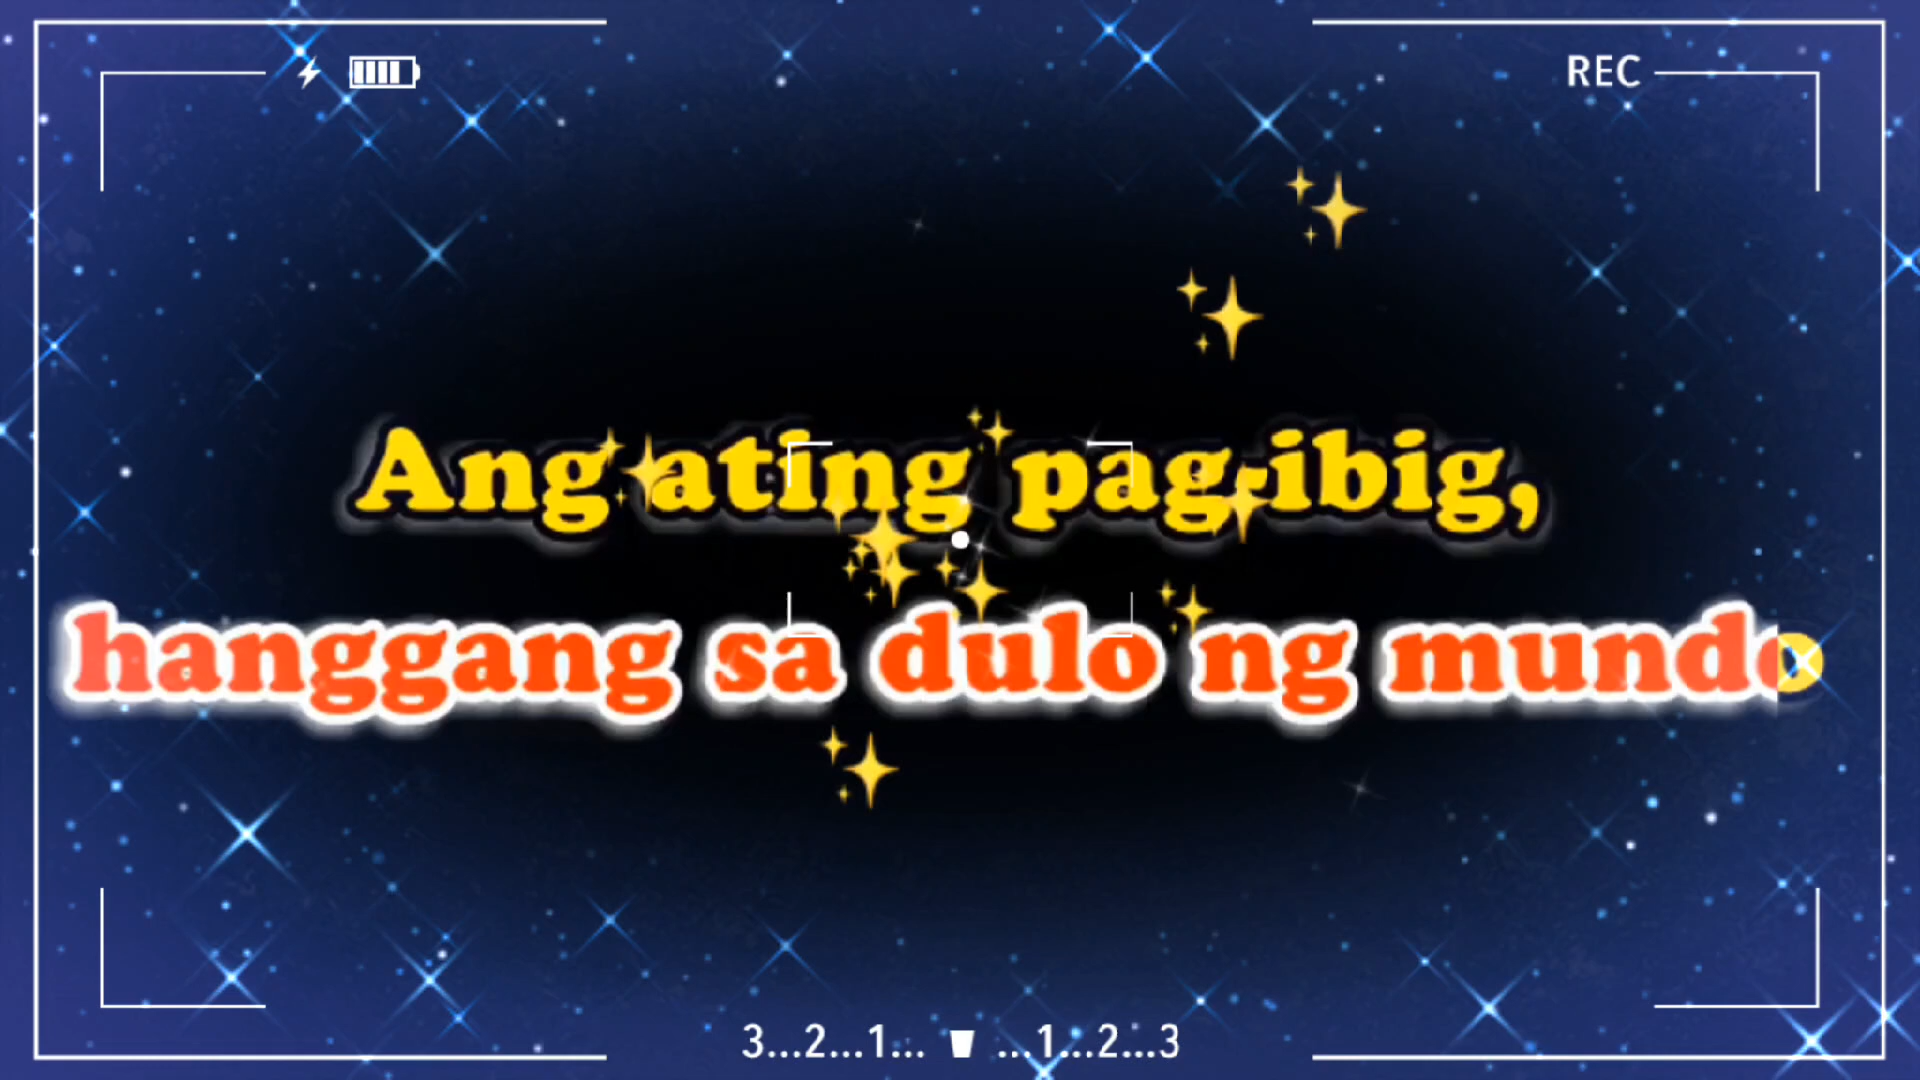 REC
Ang ating pag-ibig,
hanggang sa dulo ng mundo
3...2...1... ...1...2...3